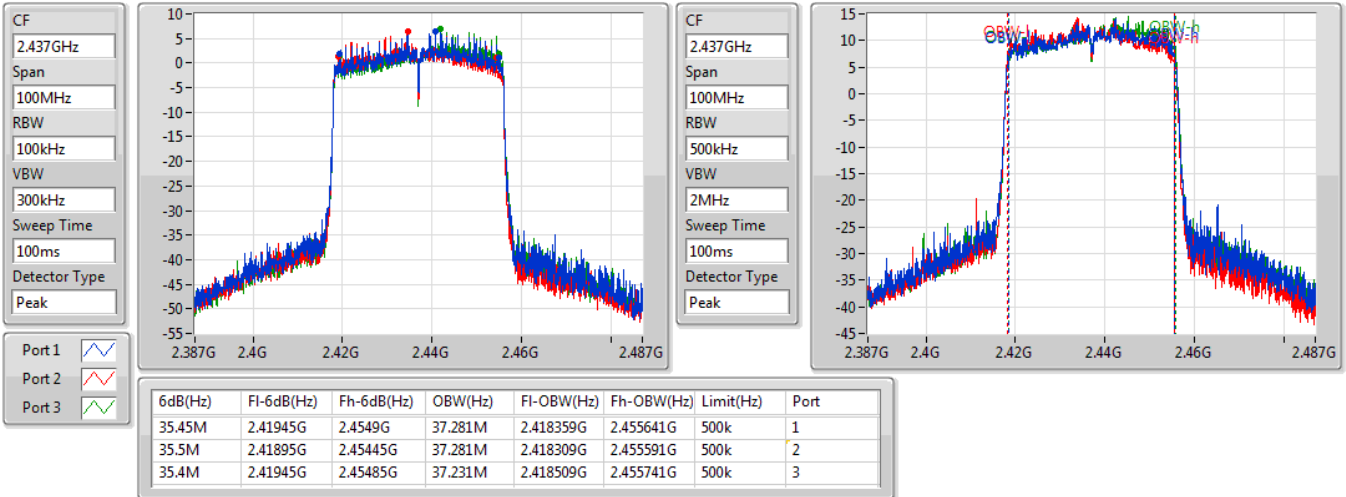 CF
2.437GHz
Span
100MHz
RBW
100kHz
VBW
300kHz
Sweep Time
100ms
Detector Type
Peak
10
5
0
-5
-10
-15
-20
-25
-30
-35
-40
-45
-50
-55
2.387G 2.4G 2.42G 2.44G 2.46G 2.487G
CF
2.437GHz
Span
100MHz
RBW
500kHz
VBW
2MHz
Sweep Time
100ms
Detector Type
Peak
15
10
5
0
-5
-10
-15
-20
-25
-30
-35
-40
-45
OBW-h
OBW-h
2.387G 2.4G 2.42G 2.44G 2.46G 2.487G
Port 1
Port 2
Port 3
6dB(Hz) Fl-6dB(Hz) Fh-6dB(Hz) OBW(Hz) Fl-OBW(Hz) Fh-OBW(Hz) Limit(Hz) Port
35.45M 2.41945G 2.4549G 37.281M 2.418359G 2.455641G 500k 1
35.5M 2.41895G 2.45445G 37.281M 2.418309G 2.455591G 500k 2
35.4M 2.41945G 2.45485G 37.231M 2.418509G 2.455741G 500k 3